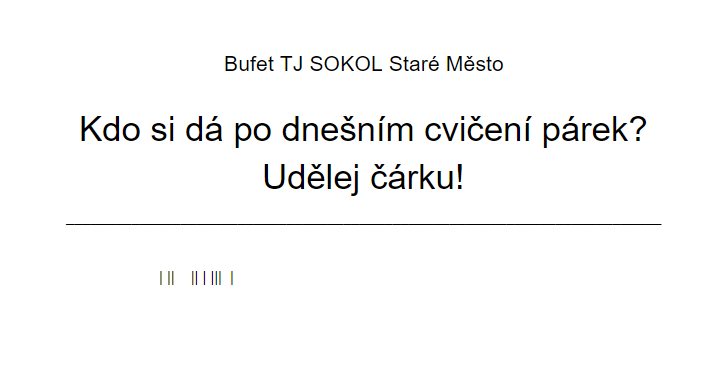 Bufet TJ SOKOL Staré Město
Kdo si dá po dnešním cvičení párek?
Udělej čárku!
| || || | ||| |